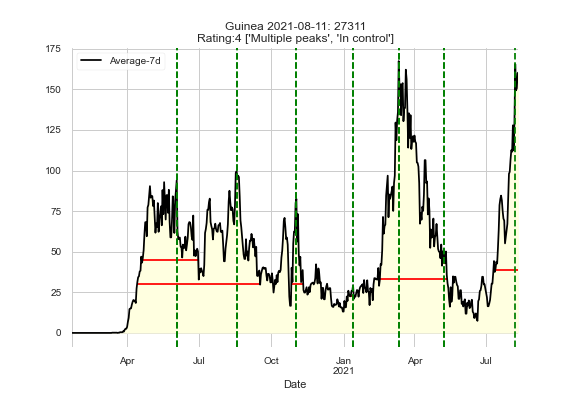 Guinea 2021-08-11: 27311
Rating:4 ['Multiple peaks', 'In control']
175
150
125
100
75
50
25
0
Average-7d
Apr
Jul
Oct
Jan
2021
Apr
Jul
Date